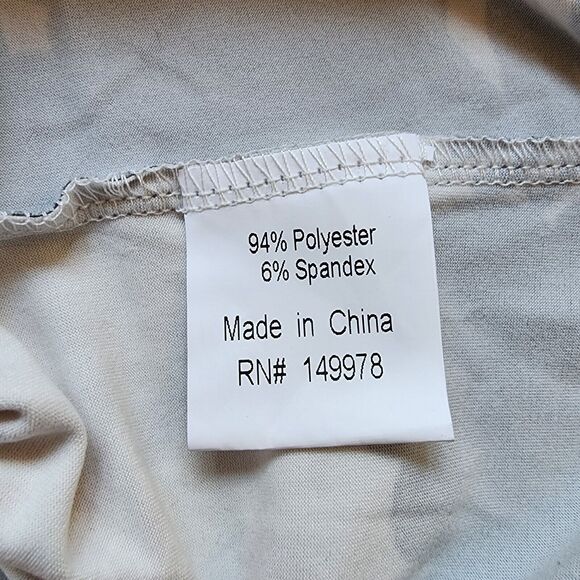 94% Polyester
6% Spandex
Made in China
RN# 149978